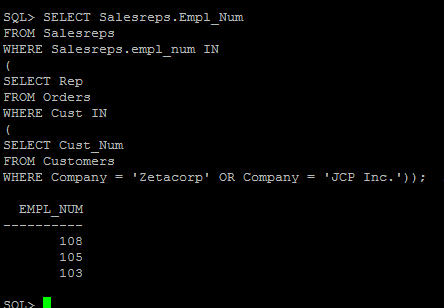 SQL> SELECT Salesreps.Empl_Num
FROM Salesreps
WHERE Salesreps.empl_num IN
(
SELECT Rep
FROM Orders
WHERE Cust IN
(
SELECT Cust_Num
FROM Customers
WHERE Company = 'Zetacorp' OR Company = 'JCP Inc.'));
EMPL_NUM
----------
108
105
103
SQL>